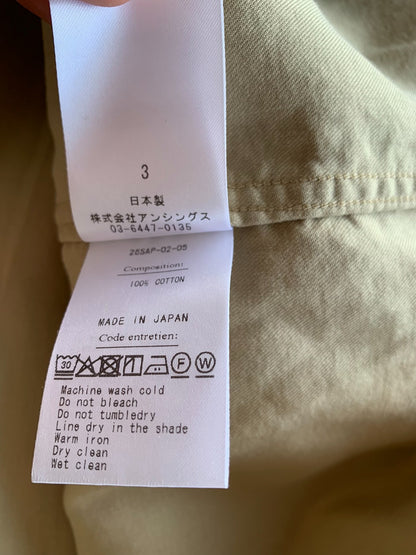 3
日本製
株式会社アンシングス
03-6447-0135
26SAP-02-05
Composition:
100% COTTON
MADE IN JAPAN
Code entretien:
30 F W
Machine wash cold
Do not bleach
Do not tumbledry
Line dry in the shade
Warm iron
Dry clean
Wet clean